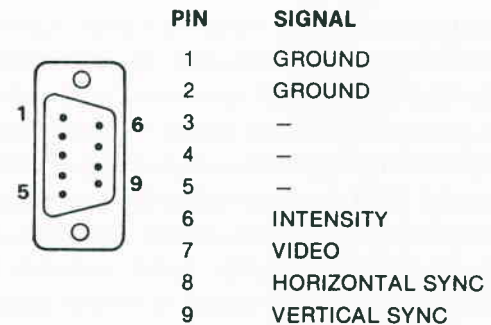 PIN SIGNAL
1 GROUND
2 GROUND
3 –
4 –
5 –
6 INTENSITY
7 VIDEO
8 HORIZONTAL SYNC
9 VERTICAL SYNC
1 6
5 9